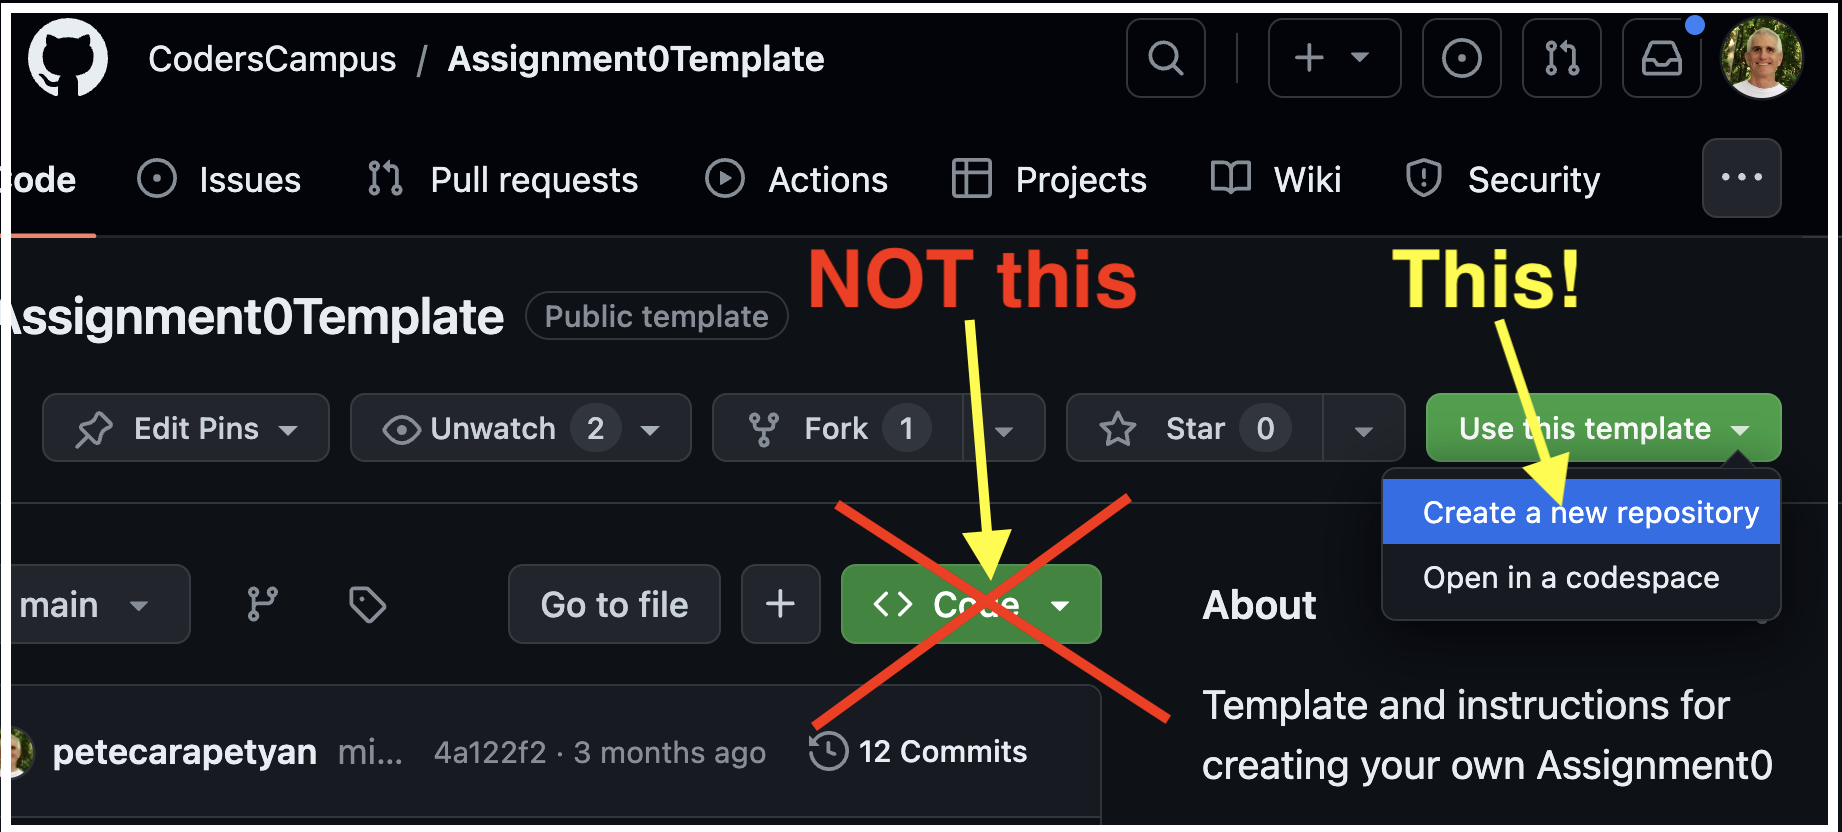 CodersCampus / Assignment0Template
ode Issues Pull requests Actions Projects Wiki Security
NOT this This!
Assignment0Template Public template
Edit Pins Unwatch 2 Fork 1 Star 0 Use this template
Create a new repository
Open in a codespace
main Go to file Code About
Template and instructions for
creating your own Assignment0
petecarapetyan mi... 4a122f2 · 3 months ago 12 Commits